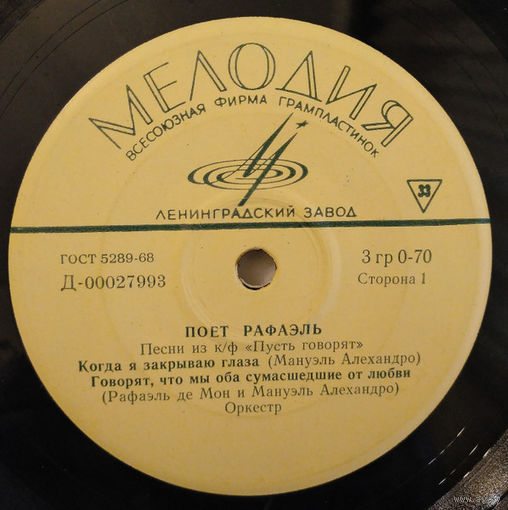 МЕЛОДИЯ
ВСЕСОЮЗНАЯ ФИРМА ГРАМПЛАСТИНОК
ЛЕНИНГРАДСКИЙ ЗАВОД
33
ГОСТ 5289-68
Д-00027993
3 гр 0-70
Сторона 1
ПОЕТ РАФАЭЛЬ
Песни из к/ф «Пусть говорят»
Когда я закрываю глаза (Мануэль Алехандро)
Говорят, что мы оба сумасшедшие от любви
(Рафаэль де Мон и Мануэль Алехандро)
Оркестр